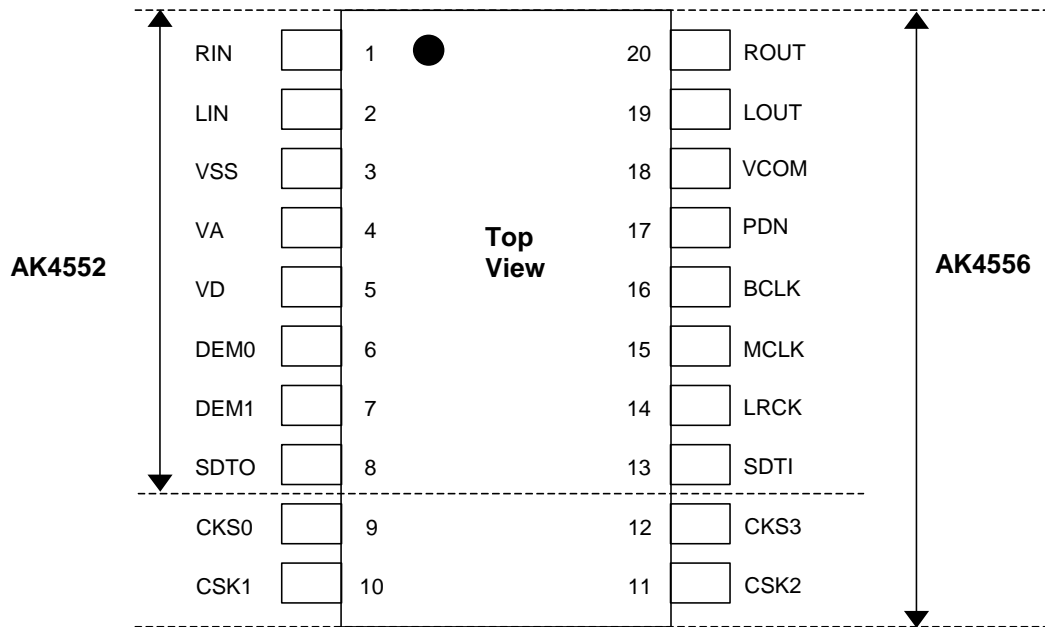 RIN 1 20 ROUT
LIN 2 19 LOUT
VSS 3 18 VCOM
VA 4 Top View 17 PDN
AK4552 VD 5 16 BCLK AK4556
DEM0 6 15 MCLK
DEM1 7 14 LRCK
SDTO 8 13 SDTI
CKS0 9 12 CKS3
CSK1 10 11 CSK2